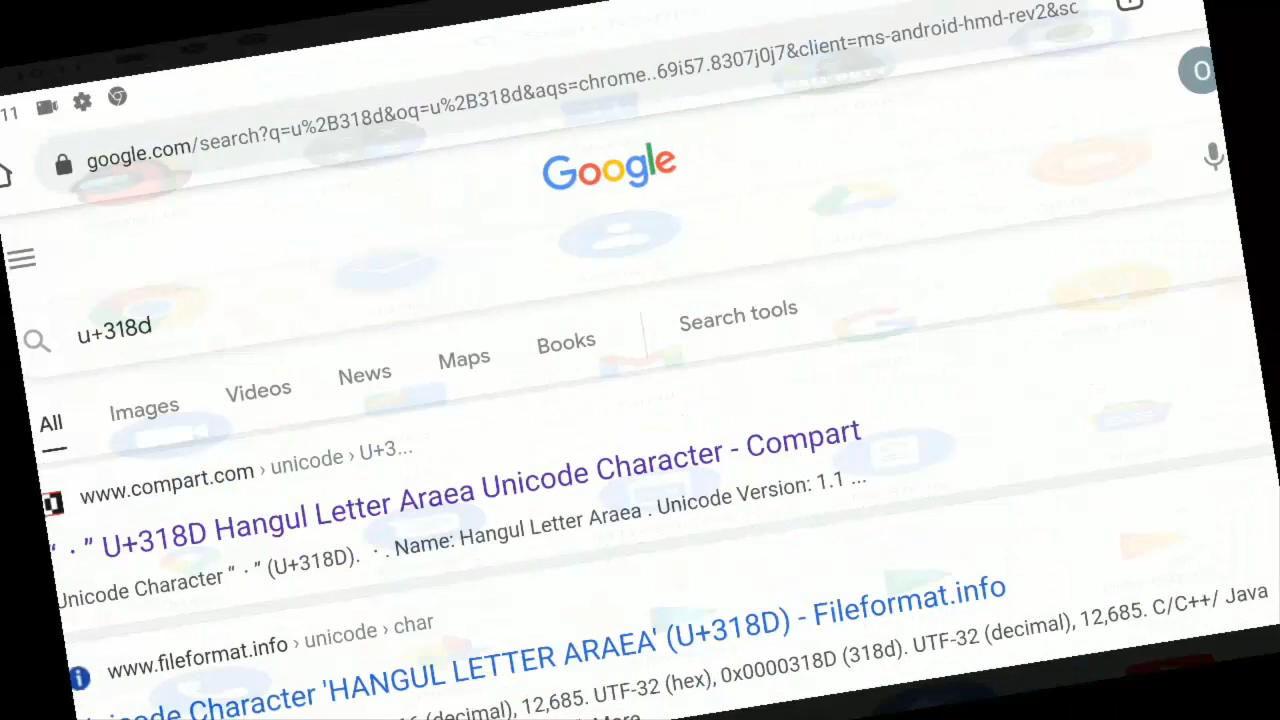 11
google.com/search?q=u%2B318d&oq=u%2B318d&aqs=chrome..69i57.8307j0j7&client=ms-android-hmd-rev2&sc
O
Google
u+318d
All Images Videos News Maps Books Search tools
www.compart.com › unicode › U+3...
“ ㆍ ” U+318D Hangul Letter Araea Unicode Character - Compart
Unicode Character “ ㆍ ” (U+318D). ㆍ. Name: Hangul Letter Araea . Unicode Version: 1.1 ...
www.fileformat.info › unicode › char
Character 'HANGUL LETTER ARAEA' (U+318D) - Fileformat.info
(decimal), 12,685. UTF-32 (hex), 0x0000318D (318d). UTF-32 (decimal), 12,685. C/C++/ Java